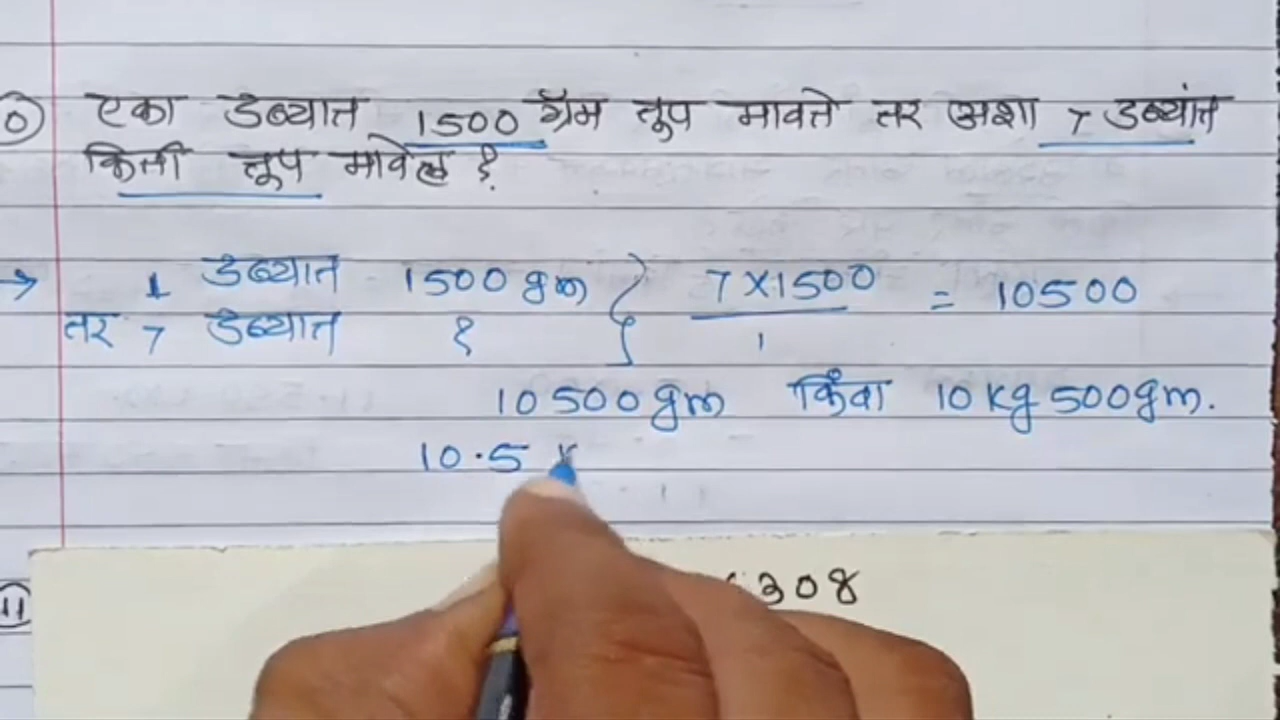 एका डब्यात 1500 ग्रॅम तूप मावते तर अशा 7 डब्यांत
किती तूप मावेल ?
→ 1 डब्यात 1500 gm } 7 X 1500 = 10500
तर 7 डब्यात ? 1
10500 gm किंवा 10 kg 500 gm.
10.5 K
308
11